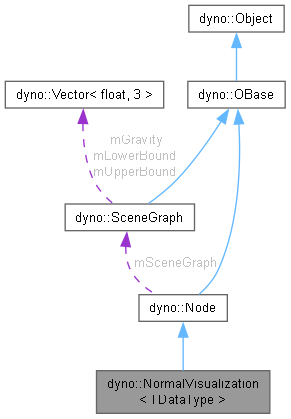 dyno::Object
dyno::Vector< float, 3 >
dyno::OBase
mGravity
mLowerBound
mUpperBound
dyno::SceneGraph
mSceneGraph
dyno::Node
dyno::NormalVisualization
< TDataType >